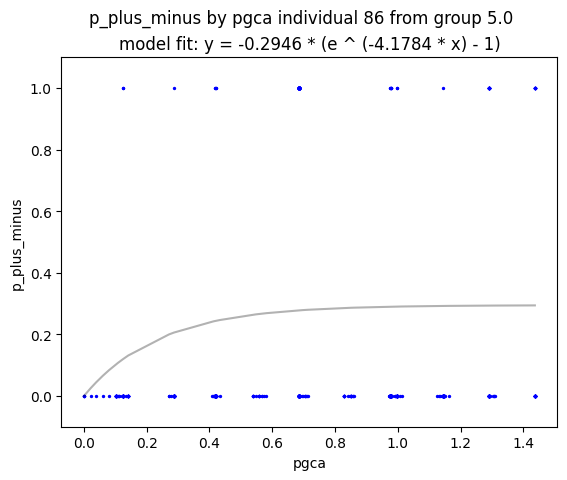 p_plus_minus by pgca individual 86 from group 5.0
model fit: y = -0.2946 * (e ^ (-4.1784 * x) - 1)
1.0
0.8
0.6
0.4
0.2
0.0
p_plus_minus
0.0 0.2 0.4 0.6 0.8 1.0 1.2 1.4
pgca